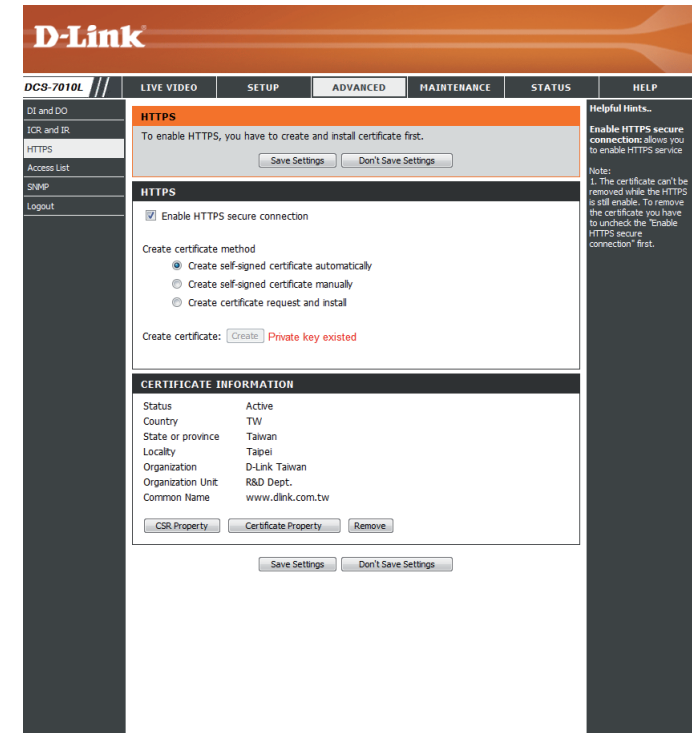 D-Link
DCS-7010L // LIVE VIDEO SETUP ADVANCED MAINTENANCE STATUS HELP
DI and DO
ICR and IR
HTTPS
Access List
SNMP
Logout
HTTPS
To enable HTTPS, you have to create and install certificate first.
Save Settings Don't Save Settings
HTTPS
Enable HTTPS secure connection
Create certificate method
Create self-signed certificate automatically
Create self-signed certificate manually
Create certificate request and install
Create certificate: Create Private key existed
CERTIFICATE INFORMATION
Status Active
Country TW
State or province Taiwan
Locality Taipei
Organization D-Link Taiwan
Organization Unit R&D Dept.
Common Name www.dlink.com.tw
CSR Property Certificate Property Remove
Save Settings Don't Save Settings
Helpful Hints..
Enable HTTPS secure
connection: allows you
to enable HTTPS service
Note:
1. The certificate can't be
removed while the HTTPS
is still enable. To remove
the certificate you have
to uncheck the "Enable
HTTPS secure
connection" first.